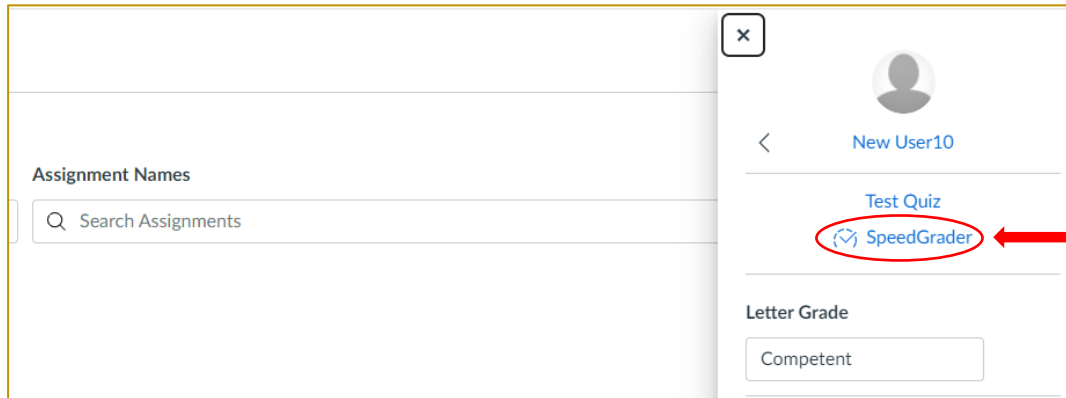 Assignment Names
Search Assignments
New User10
Test Quiz
SpeedGrader
Letter Grade
Competent